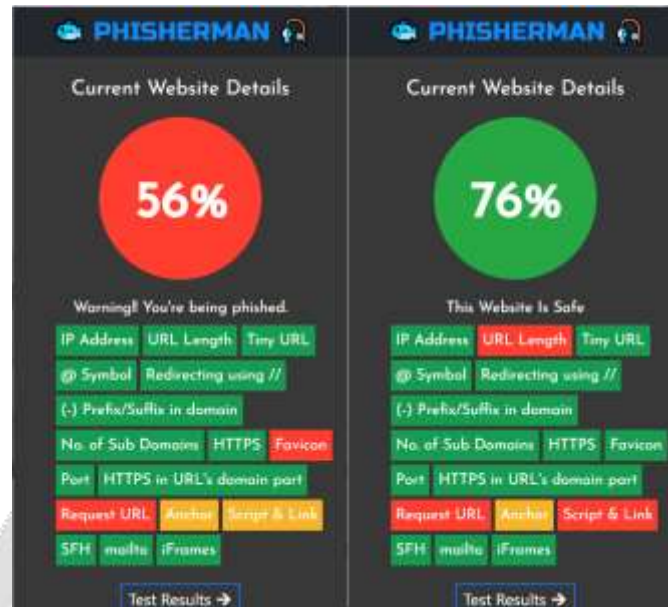 PHISHERMAN
Current Website Details
56%
Warning!! You're being phished.
IP Address URL Length Tiny URL
@ Symbol Redirecting using //
(-) Prefix/Suffix in domain
No. of Sub Domains HTTPS Favicon
Port HTTPS in URL's domain part
Request URL Anchor Script & Link
SFH mailto iFrames
Test Results →
PHISHERMAN
Current Website Details
76%
This Website Is Safe
IP Address URL Length Tiny URL
@ Symbol Redirecting using //
(-) Prefix/Suffix in domain
No. of Sub Domains HTTPS Favicon
Port HTTPS in URL's domain part
Request URL Anchor Script & Link
SFH mailto iFrames
Test Results →